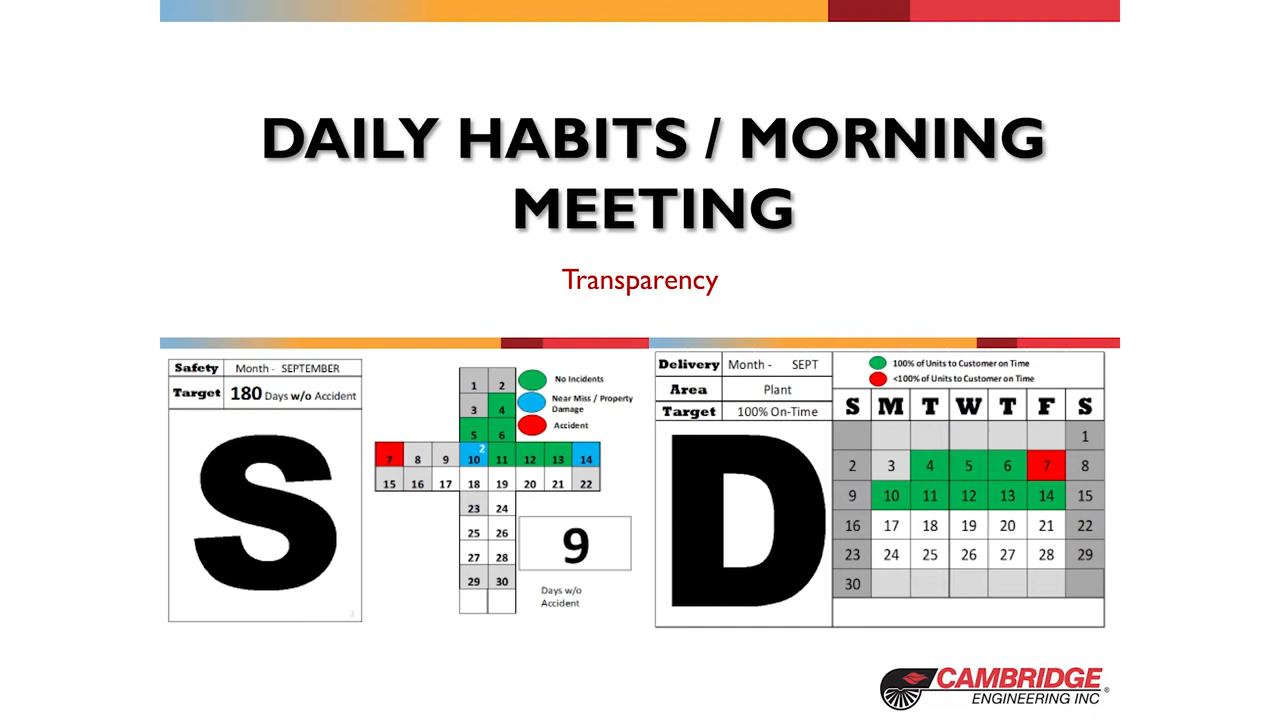 DAILY HABITS / MORNING
MEETING
Transparency
Safety Month - SEPTEMBER
Target 180 Days w/o Accident
S
3
1 2
3 4
5 6
2
7 8 9 10 11 12 13 14
15 16 17 18 19 20 21 22
23 24
25 26
27 28
29 30
No Incidents
Near Miss / Property
Damage
Accident
9
Days w/o
Accident
Delivery Month - SEPT
Area Plant
Target 100% On-Time
D
100% of Units to Customer on Time
<100% of Units to Customer on Time
S M T W T F S
1
2 3 4 5 6 7 8
9 10 11 12 13 14 15
16 17 18 19 20 21 22
23 24 25 26 27 28 29
30
CAMBRIDGE
ENGINEERING INC